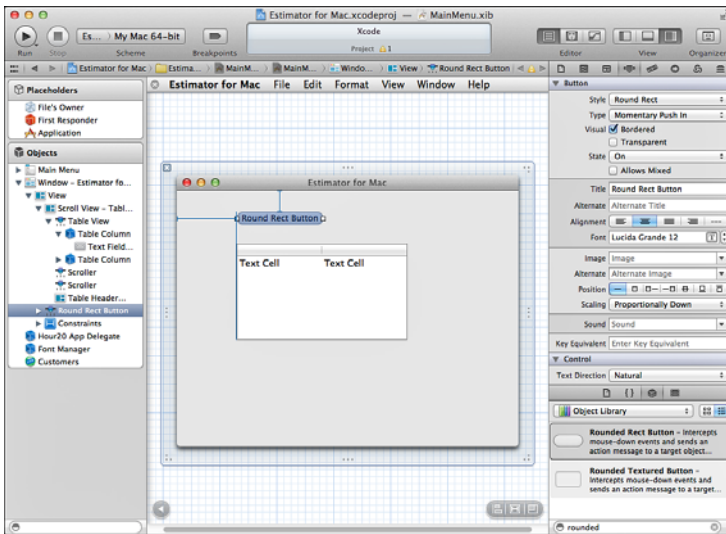 Estimator for Mac.xcodeproj — MainMenu.xib
Run
Stop
Es... My Mac 64-bit
Scheme
Breakpoints
Xcode
Project 1
Editor
View
Organizer
Estimator for Mac
Estima...
MainM...
MainM...
Windo...
View
Round Rect Button
Placeholders
File's Owner
First Responder
Application
Objects
Main Menu
Window – Estimator fo...
View
Scroll View – Tabl...
Table View
Table Column
Text Field...
Table Column
Scroller
Scroller
Table Header...
Round Rect Button
Constraints
Hour20 App Delegate
Font Manager
Customers
Estimator for Mac File Edit Format View Window Help
Estimator for Mac
Round Rect Button
Text Cell Text Cell
Button
Style Round Rect
Type Momentary Push In
Visual Bordered
Transparent
State On
Allows Mixed
Title Round Rect Button
Alternate Alternate Title
Alignment
Font Lucida Grande 12
Image Image
Alternate Alternate Image
Position
Scaling Proportionally Down
Sound Sound
Key Equivalent Enter Key Equivalent
Control
Text Direction Natural
Object Library
Rounded Rect Button – Intercepts
mouse-down events and sends an
action message to a target object...
Rounded Textured Button –
Intercepts mouse-down events and
sends an action message to a target...
rounded